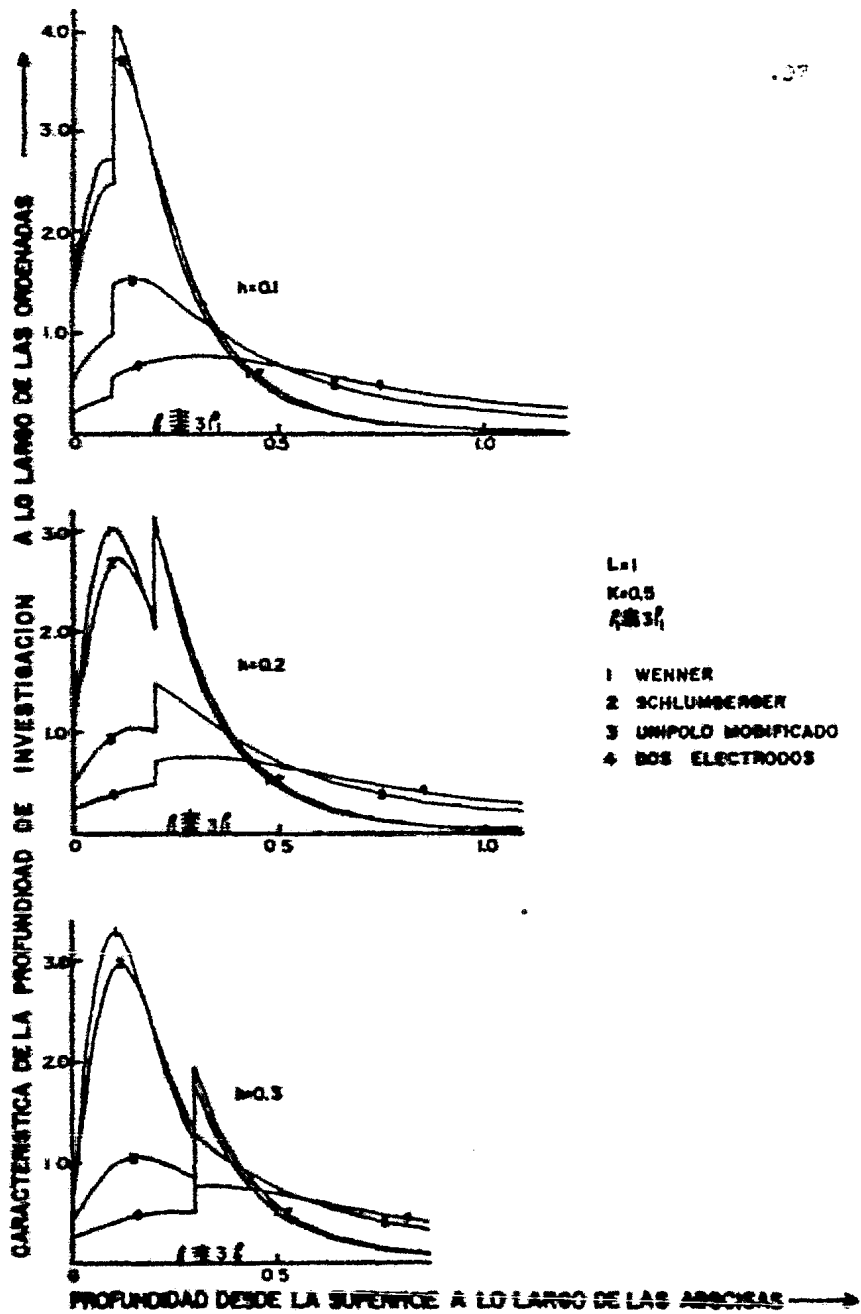 CARACTERISTICA DE LA PROFUNDIDAD DE INVESTIGACION A LO LARGO DE LAS ORDENADAS
4.0
3.0
2.0
1.0
h=0.1
0
0.5
1.0
3.0
2.0
1.0
h=0.2
0
0.5
1.0
L=1
K=0.5
1 WENNER
2 SCHLUMBERGER
3 UNIPOLO MODIFICADO
4 DOS ELECTRODOS
3.0
2.0
1.0
h=0.3
0
0.5
PROFUNDIDAD DESDE LA SUPERFICIE A LO LARGO DE LAS ABSCISAS